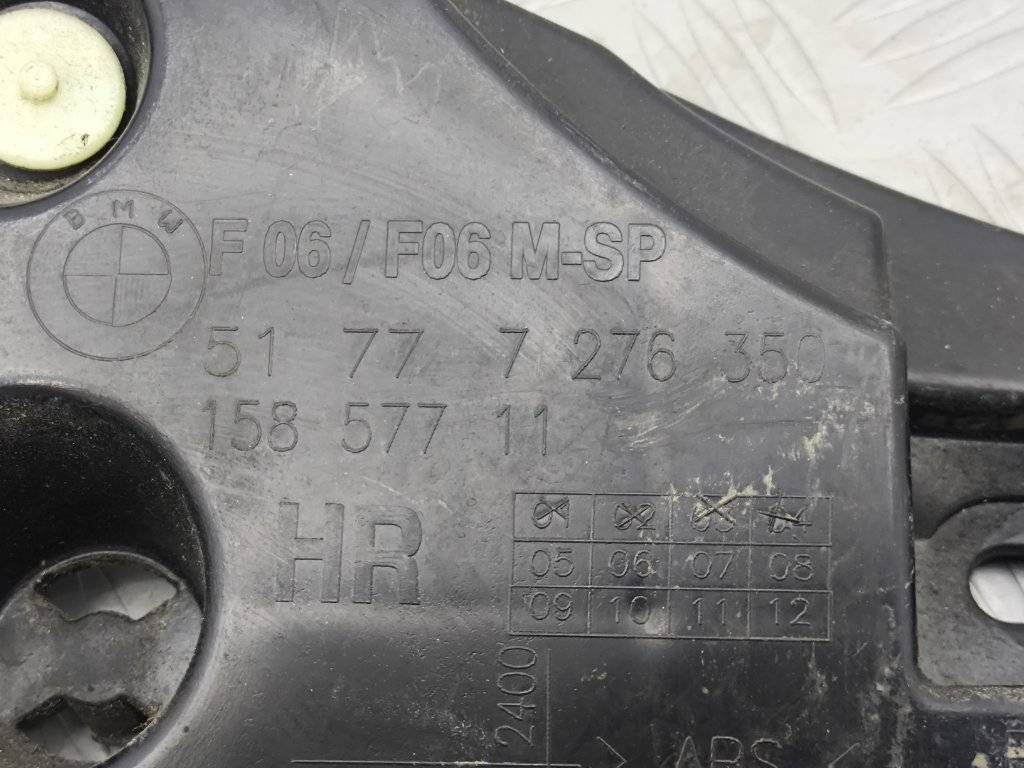 BMW
F 06 / F06 M-SP
51 77 7 276 350
158 577 11
HR
01 02 03 04
05 06 07 08
09 10 11 12
2400
> ABS <